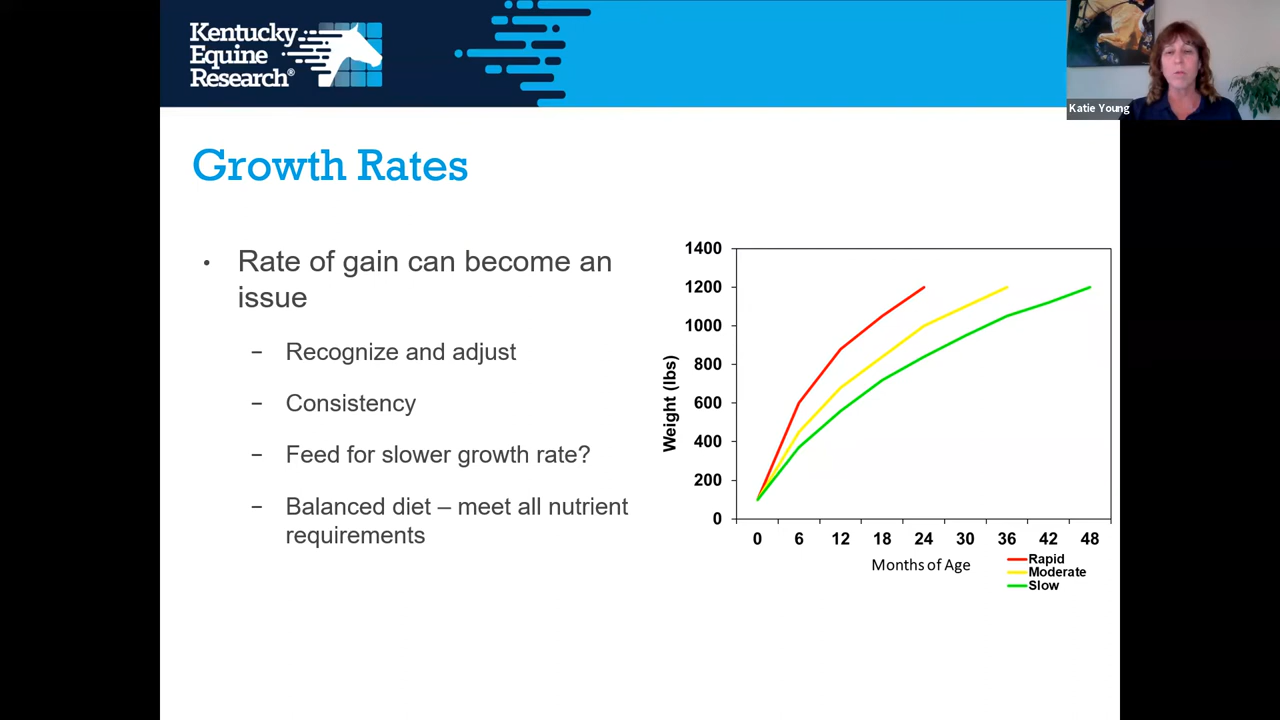 Kentucky
Equine
Research®
Katie Young
Growth Rates
• Rate of gain can become an
issue
– Recognize and adjust
– Consistency
– Feed for slower growth rate?
– Balanced diet – meet all nutrient
requirements
1400
1200
1000
800
600
400
200
0
Weight (lbs)
0 6 12 18 24 30 36 42 48
Months of Age
Rapid
Moderate
Slow